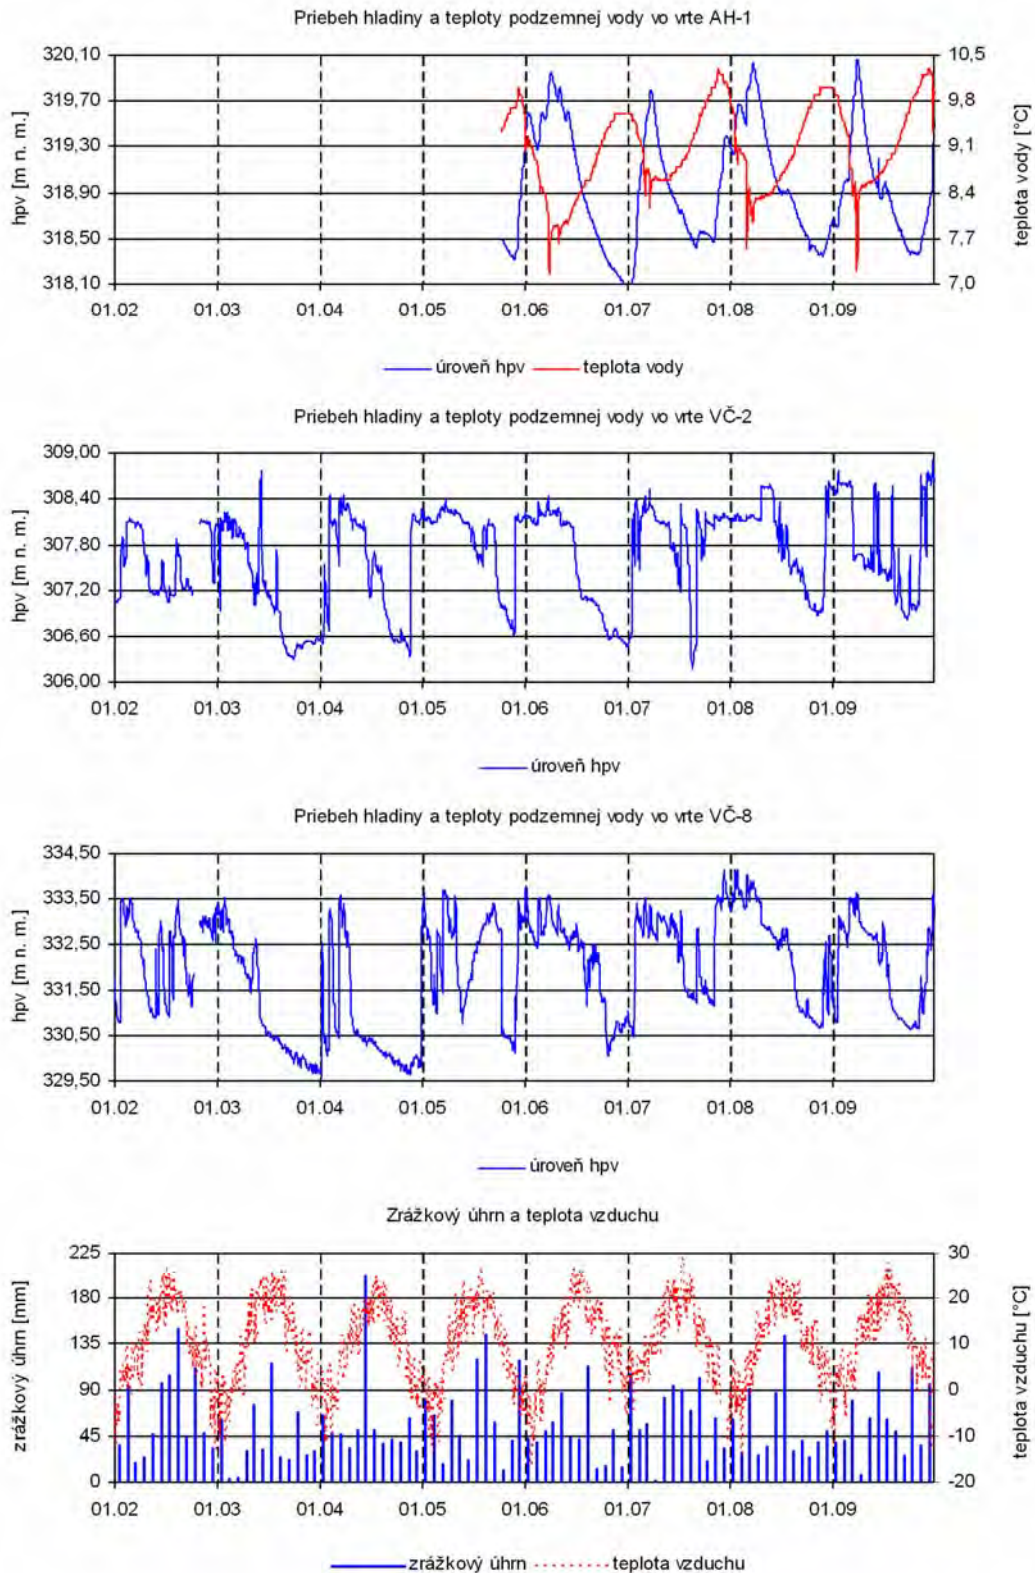 Priebeh hladiny a teploty podzemnej vody vo vrte AH-1
320,10 10,5
319,70 9,8
319,30 9,1
318,90 8,4
318,50 7,7
318,10 7,0
hpv [m n. m.]
teplota vody [°C]
01.02 01.03 01.04 01.05 01.06 01.07 01.08 01.09
úroveň hpv teplota vody
Priebeh hladiny a teploty podzemnej vody vo vrte VČ-2
309,00
308,40
307,80
307,20
306,60
306,00
hpv [m n. m.]
01.02 01.03 01.04 01.05 01.06 01.07 01.08 01.09
úroveň hpv
Priebeh hladiny a teploty podzemnej vody vo vrte VČ-8
334,50
333,50
332,50
331,50
330,50
329,50
hpv [m n. m.]
01.02 01.03 01.04 01.05 01.06 01.07 01.08 01.09
úroveň hpv
Zrážkový úhrn a teplota vzduchu
225 30
180 20
135 10
90 0
45 -10
0 -20
zrážkový úhrn [mm]
teplota vzduchu [°C]
01.02 01.03 01.04 01.05 01.06 01.07 01.08 01.09
zrážkový úhrn teplota vzduchu